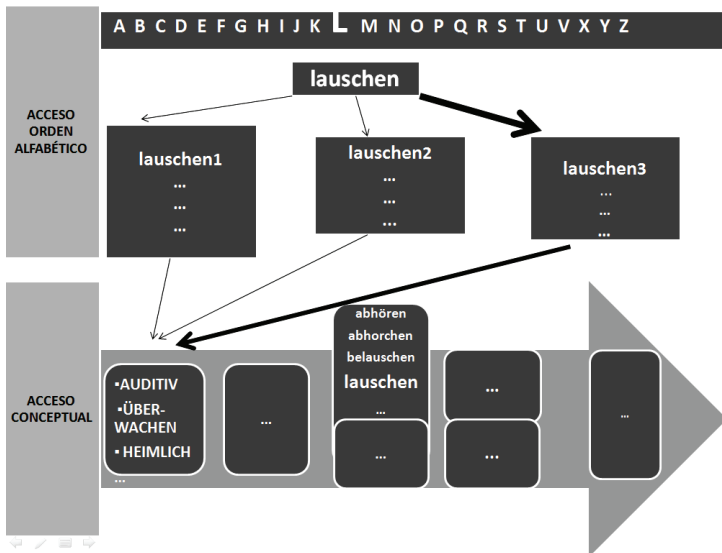 A B C D E F G H I J K L M N O P Q R S T U V X Y Z
lauschen
ACCESO
ORDEN
ALFABÉTICO
lauschen1
...
...
...
lauschen2
...
...
...
lauschen3
...
...
...
ACCESO
CONCEPTUAL
▪AUDITIV
▪ÜBER-
WACHEN
▪HEIMLICH
...
...
abhören
abhorchen
belauschen
lauschen
...
...
...
...
...